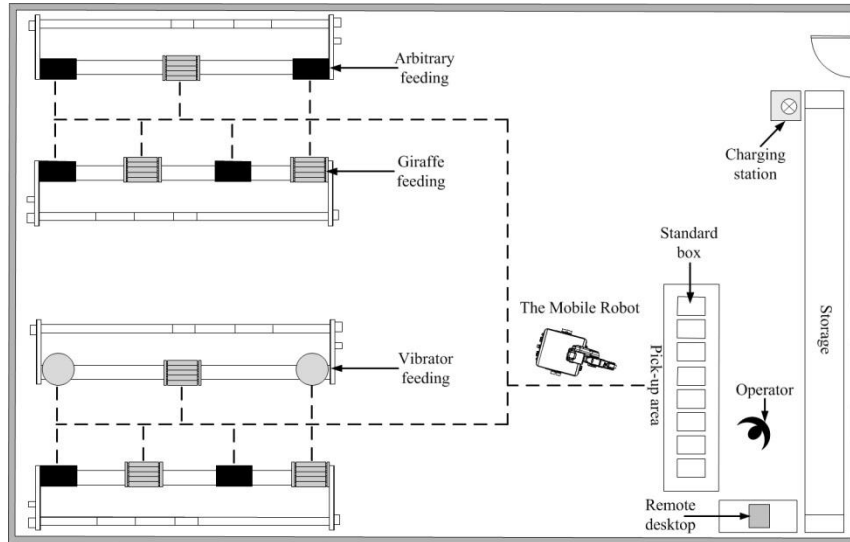 Arbitrary
feeding
Giraffe
feeding
Charging
station
Standard
box
The Mobile Robot
Vibrator
feeding
Pick-up area
Storage
Operator
Remote
desktop